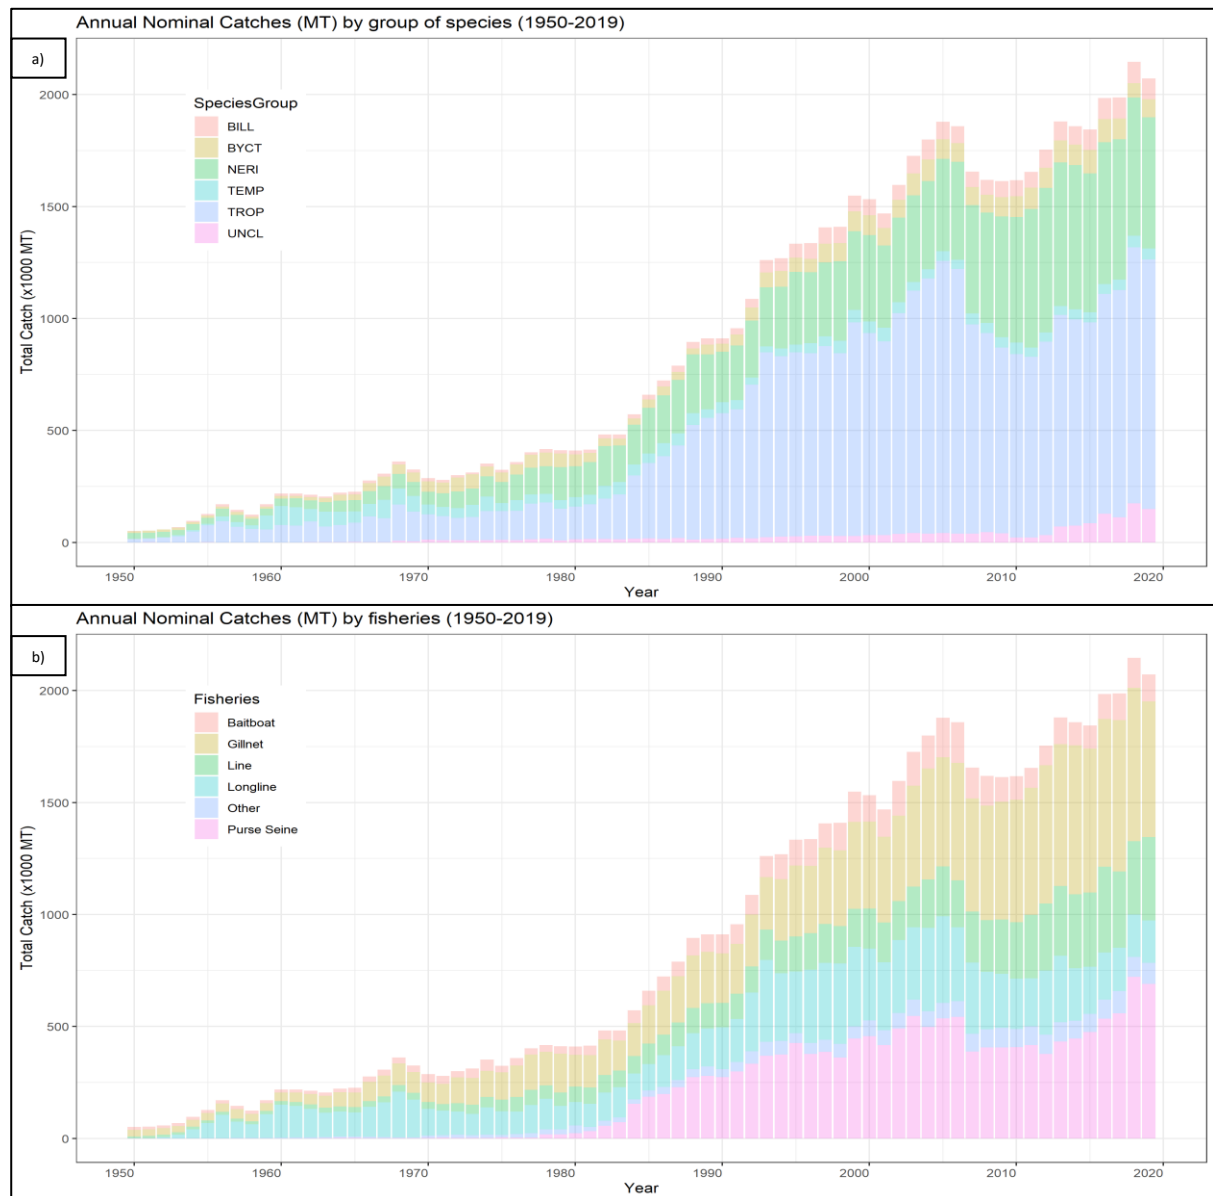 Annual Nominal Catches (MT) by group of species (1950-2019)
a)
SpeciesGroup
BILL
BYCT
NERI
TEMP
TROP
UNCL
Total Catch (x1000 MT)
2000
1500
1000
500
0
1950 1960 1970 1980 1990 2000 2010 2020
Year
Annual Nominal Catches (MT) by fisheries (1950-2019)
b)
Fisheries
Baitboat
Gillnet
Line
Longline
Other
Purse Seine
Total Catch (x1000 MT)
2000
1500
1000
500
0
1950 1960 1970 1980 1990 2000 2010 2020
Year